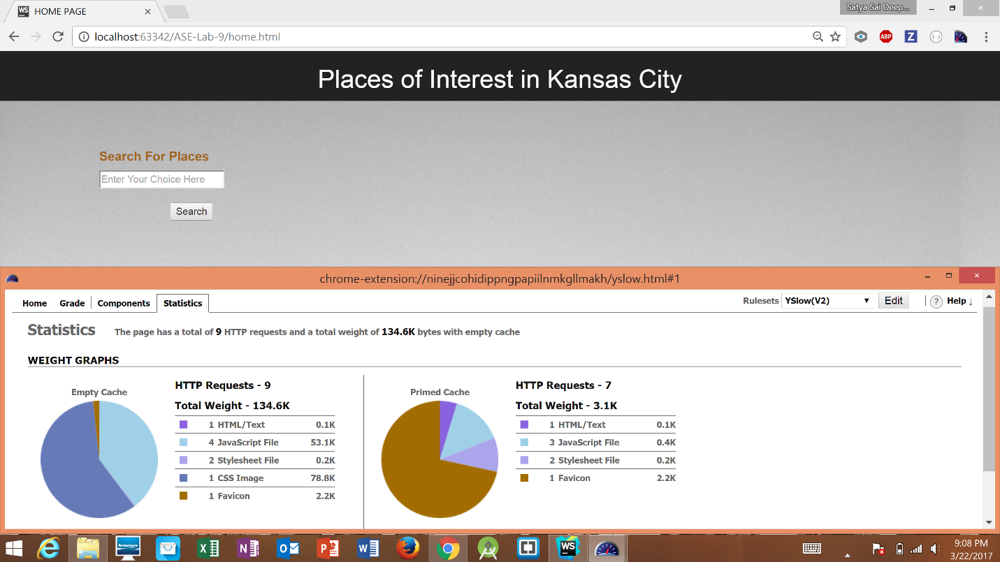 WS HOME PAGE
Satya Sai Deep...
localhost:63342/ASE-Lab-9/home.html
ABP Z
Places of Interest in Kansas City
Search For Places
Enter Your Choice Here
Search
chrome-extension://ninejjcohidippngpapiilnmkgllmakh/yslow.html#1
Home Grade Components Statistics Rulesets YSlow(V2) Edit ? Help ↓
Statistics The page has a total of 9 HTTP requests and a total weight of 134.6K bytes with empty cache
WEIGHT GRAPHS
Empty Cache
HTTP Requests - 9
Total Weight - 134.6K
1 HTML/Text 0.1K
4 JavaScript File 53.1K
2 Stylesheet File 0.2K
1 CSS Image 78.8K
1 Favicon 2.2K
Primed Cache
HTTP Requests - 7
Total Weight - 3.1K
1 HTML/Text 0.1K
3 JavaScript File 0.4K
2 Stylesheet File 0.2K
1 Favicon 2.2K
lenovo
WS
9:08 PM
3/22/2017